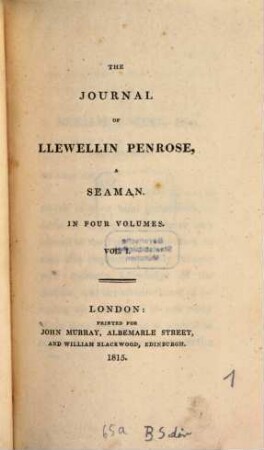 THE
JOURNAL
OF
LLEWELLIN PENROSE,
A
SEAMAN.
IN FOUR VOLUMES.
VOL. I.
LONDON:
PRINTED FOR
JOHN MURRAY, ALBEMARLE STREET,
AND WILLIAM BLACKWOOD, EDINBURGH.
1815.
1
65a